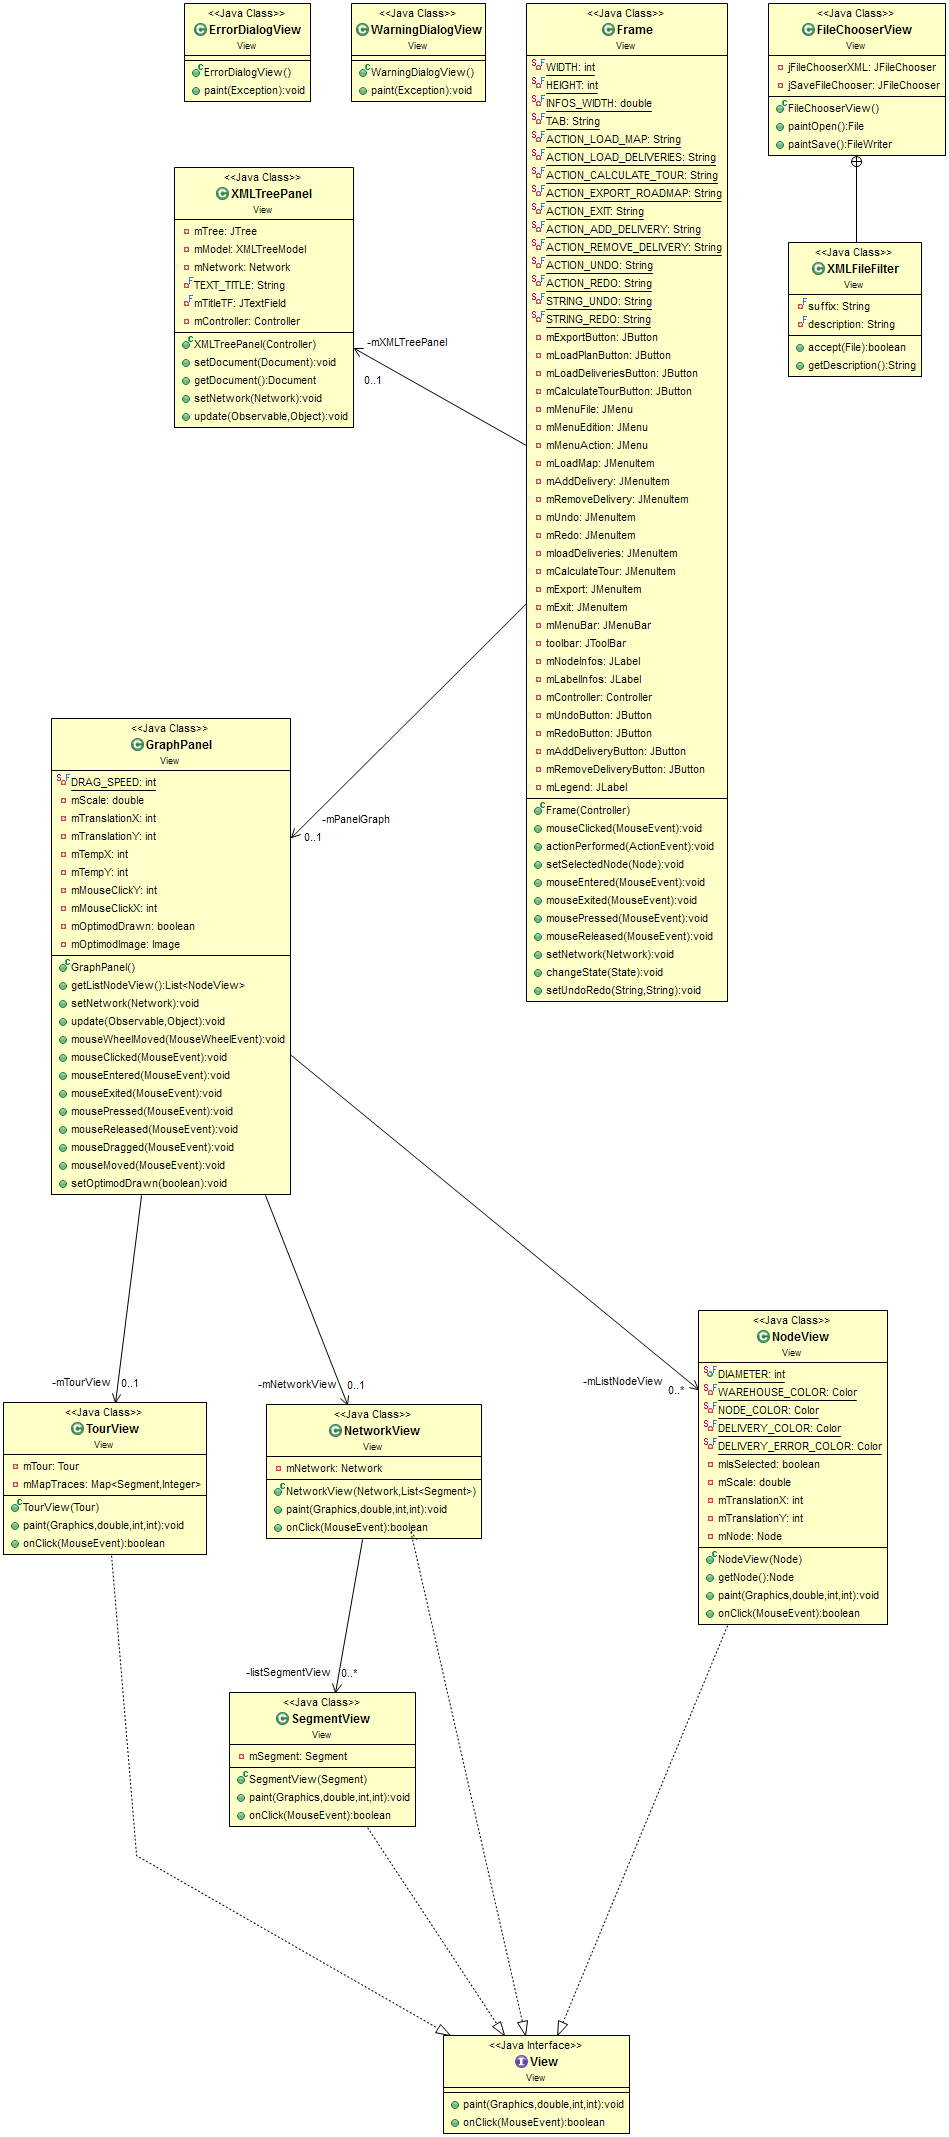 <<Java Class>>
ErrorDialogView
View
ErrorDialogView()
paint(Exception):void
<<Java Class>>
WarningDialogView
View
WarningDialogView()
paint(Exception):void
<<Java Class>>
Frame
View
WIDTH: int
HEIGHT: int
INFOS_WIDTH: double
TAB: String
ACTION_LOAD_MAP: String
ACTION_LOAD_DELIVERIES: String
ACTION_CALCULATE_TOUR: String
ACTION_EXPORT_ROADMAP: String
ACTION_EXIT: String
ACTION_ADD_DELIVERY: String
ACTION_REMOVE_DELIVERY: String
ACTION_UNDO: String
ACTION_REDO: String
STRING_UNDO: String
STRING_REDO: String
mExportButton: JButton
mLoadPlanButton: JButton
mLoadDeliveriesButton: JButton
mCalculateTourButton: JButton
mMenuFile: JMenu
mMenuEdition: JMenu
mMenuAction: JMenu
mLoadMap: JMenuItem
mAddDelivery: JMenuItem
mRemoveDelivery: JMenuItem
mUndo: JMenuItem
mRedo: JMenuItem
mloadDeliveries: JMenuItem
mCalculateTour: JMenuItem
mExport: JMenuItem
mExit: JMenuItem
mMenuBar: JMenuBar
toolbar: JToolBar
mNodeInfos: JLabel
mLabelInfos: JLabel
mController: Controller
mUndoButton: JButton
mRedoButton: JButton
mAddDeliveryButton: JButton
mRemoveDeliveryButton: JButton
mLegend: JLabel
Frame(Controller)
mouseClicked(MouseEvent):void
actionPerformed(ActionEvent):void
setSelectedNode(Node):void
mouseEntered(MouseEvent):void
mouseExited(MouseEvent):void
mousePressed(MouseEvent):void
mouseReleased(MouseEvent):void
setNetwork(Network):void
changeState(State):void
setUndoRedo(String,String):void
<<Java Class>>
FileChooserView
View
jFileChooserXML: JFileChooser
jSaveFileChooser: JFileChooser
FileChooserView()
paintOpen():File
paintSave():FileWriter
<<Java Class>>
XMLFileFilter
View
suffix: String
description: String
accept(File):boolean
getDescription():String
<<Java Class>>
XMLTreePanel
View
mTree: JTree
mModel: XMLTreeModel
mNetwork: Network
TEXT_TITLE: String
mTitleTF: JTextField
mController: Controller
XMLTreePanel(Controller)
setDocument(Document):void
getDocument():Document
setNetwork(Network):void
update(Observable,Object):void
-mXMLTreePanel
0..1
-mPanelGraph
0..1
<<Java Class>>
GraphPanel
View
DRAG_SPEED: int
mScale: double
mTranslationX: int
mTranslationY: int
mTempX: int
mTempY: int
mMouseClickY: int
mMouseClickX: int
mOptimodDrawn: boolean
mOptimodImage: Image
GraphPanel()
getListNodeView():List<NodeView>
setNetwork(Network):void
update(Observable,Object):void
mouseWheelMoved(MouseWheelEvent):void
mouseClicked(MouseEvent):void
mouseEntered(MouseEvent):void
mouseExited(MouseEvent):void
mousePressed(MouseEvent):void
mouseReleased(MouseEvent):void
mouseDragged(MouseEvent):void
mouseMoved(MouseEvent):void
setOptimodDrawn(boolean):void
-mTourView 0..1
-mNetworkView 0..1
-mListNodeView
0..*
<<Java Class>>
TourView
View
mTour: Tour
mMapTraces: Map<Segment,Integer>
TourView(Tour)
paint(Graphics,double,int,int):void
onClick(MouseEvent):boolean
<<Java Class>>
NetworkView
View
mNetwork: Network
NetworkView(Network,List<Segment>)
paint(Graphics,double,int,int):void
onClick(MouseEvent):boolean
<<Java Class>>
NodeView
View
DIAMETER: int
WAREHOUSE_COLOR: Color
NODE_COLOR: Color
DELIVERY_COLOR: Color
DELIVERY_ERROR_COLOR: Color
mIsSelected: boolean
mScale: double
mTranslationX: int
mTranslationY: int
mNode: Node
NodeView(Node)
getNode():Node
paint(Graphics,double,int,int):void
onClick(MouseEvent):boolean
-listSegmentView 0..*
<<Java Class>>
SegmentView
View
mSegment: Segment
SegmentView(Segment)
paint(Graphics,double,int,int):void
onClick(MouseEvent):boolean
<<Java Interface>>
View
View
paint(Graphics,double,int,int):void
onClick(MouseEvent):boolean